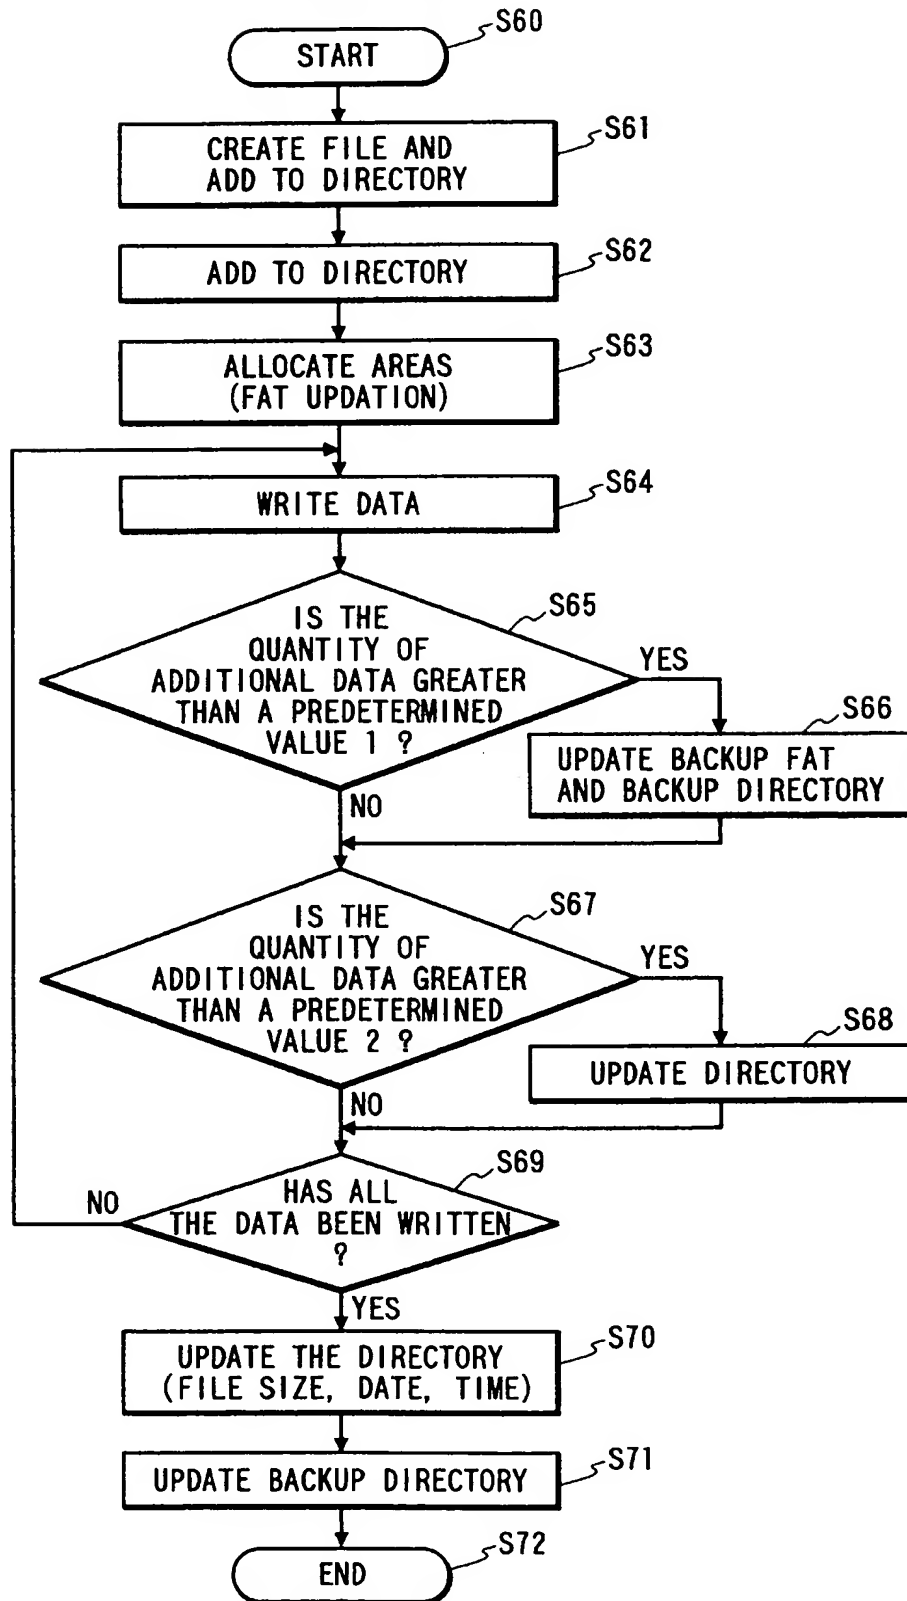 S60
START
S61
CREATE FILE AND
ADD TO DIRECTORY
S62
ADD TO DIRECTORY
S63
ALLOCATE AREAS
(FAT UPDATION)
S64
WRITE DATA
S65
IS THE
QUANTITY OF
ADDITIONAL DATA GREATER
THAN A PREDETERMINED
VALUE 1 ?
YES
S66
UPDATE BACKUP FAT
AND BACKUP DIRECTORY
NO
S67
IS THE
QUANTITY OF
ADDITIONAL DATA GREATER
THAN A PREDETERMINED
VALUE 2 ?
YES
S68
UPDATE DIRECTORY
NO
S69
HAS ALL
THE DATA BEEN WRITTEN
?
NO
YES
S70
UPDATE THE DIRECTORY
(FILE SIZE, DATE, TIME)
S71
UPDATE BACKUP DIRECTORY
S72
END